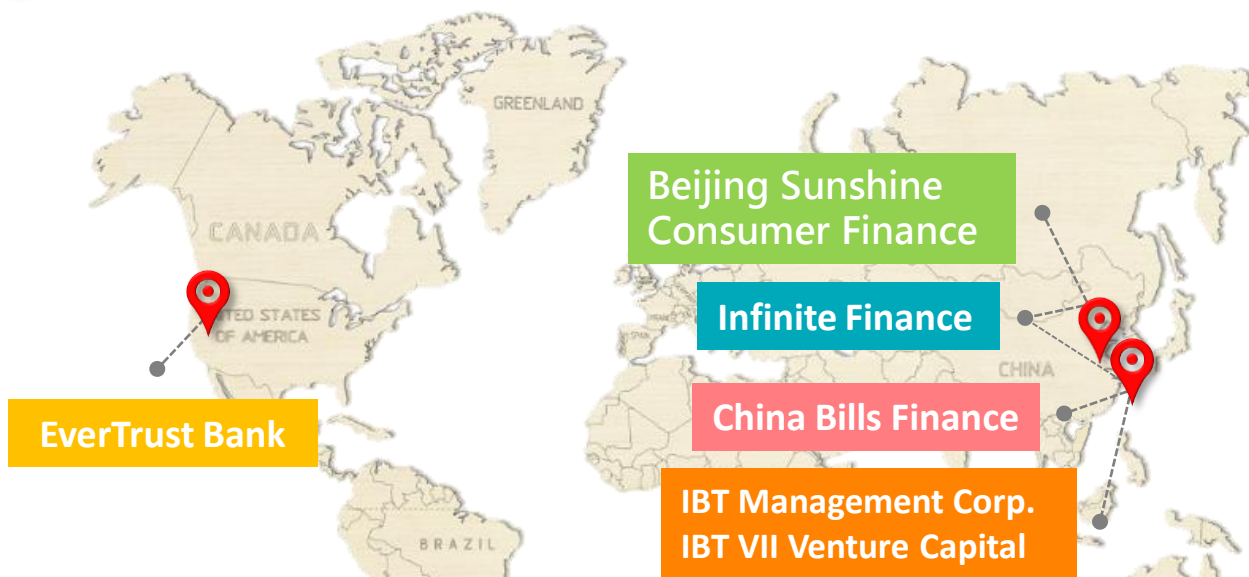 GREENLAND
CANADA
UNITED STATES
OF AMERICA
BRAZIL
CHINA
Beijing Sunshine
Consumer Finance
Infinite Finance
China Bills Finance
IBT Management Corp.
IBT VII Venture Capital
EverTrust Bank